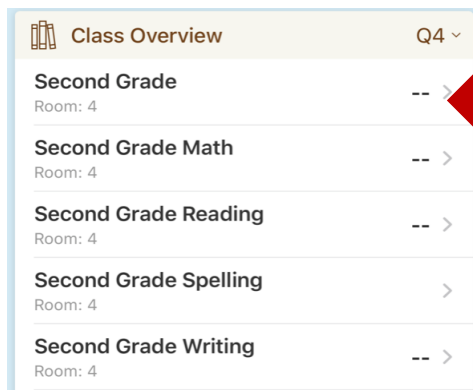 Class Overview Q4
Second Grade --
Room: 4
Second Grade Math --
Room: 4
Second Grade Reading --
Room: 4
Second Grade Spelling
Room: 4
Second Grade Writing --
Room: 4